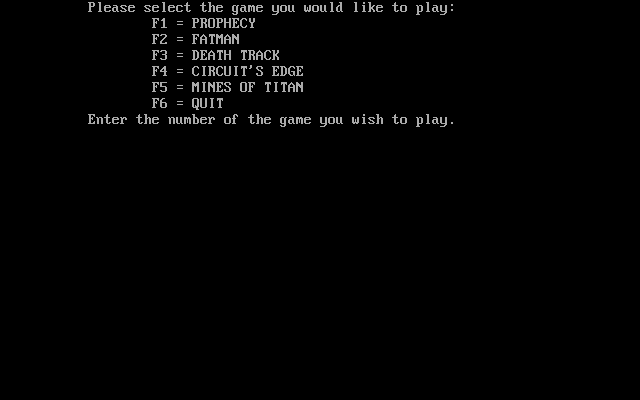 Please select the game you would like to play:
F1 = PROPHECY
F2 = FATMAN
F3 = DEATH TRACK
F4 = CIRCUIT'S EDGE
F5 = MINES OF TITAN
F6 = QUIT
Enter the number of the game you wish to play.